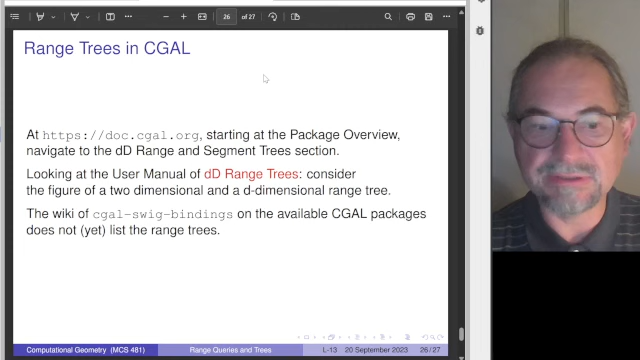 26 of 27
Range Trees in CGAL
At https://doc.cgal.org, starting at the Package Overview,
navigate to the dD Range and Segment Trees section.
Looking at the User Manual of dD Range Trees: consider
the figure of a two dimensional and a d-dimensional range tree.
The wiki of cgal-swig-bindings on the available CGAL packages
does not (yet) list the range trees.
Computational Geometry (MCS 481) Range Queries and Trees L-13 20 September 2023 26 / 27